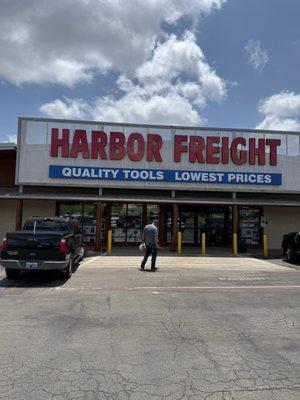 HARBOR FREIGHT
QUALITY TOOLS LOWEST PRICES